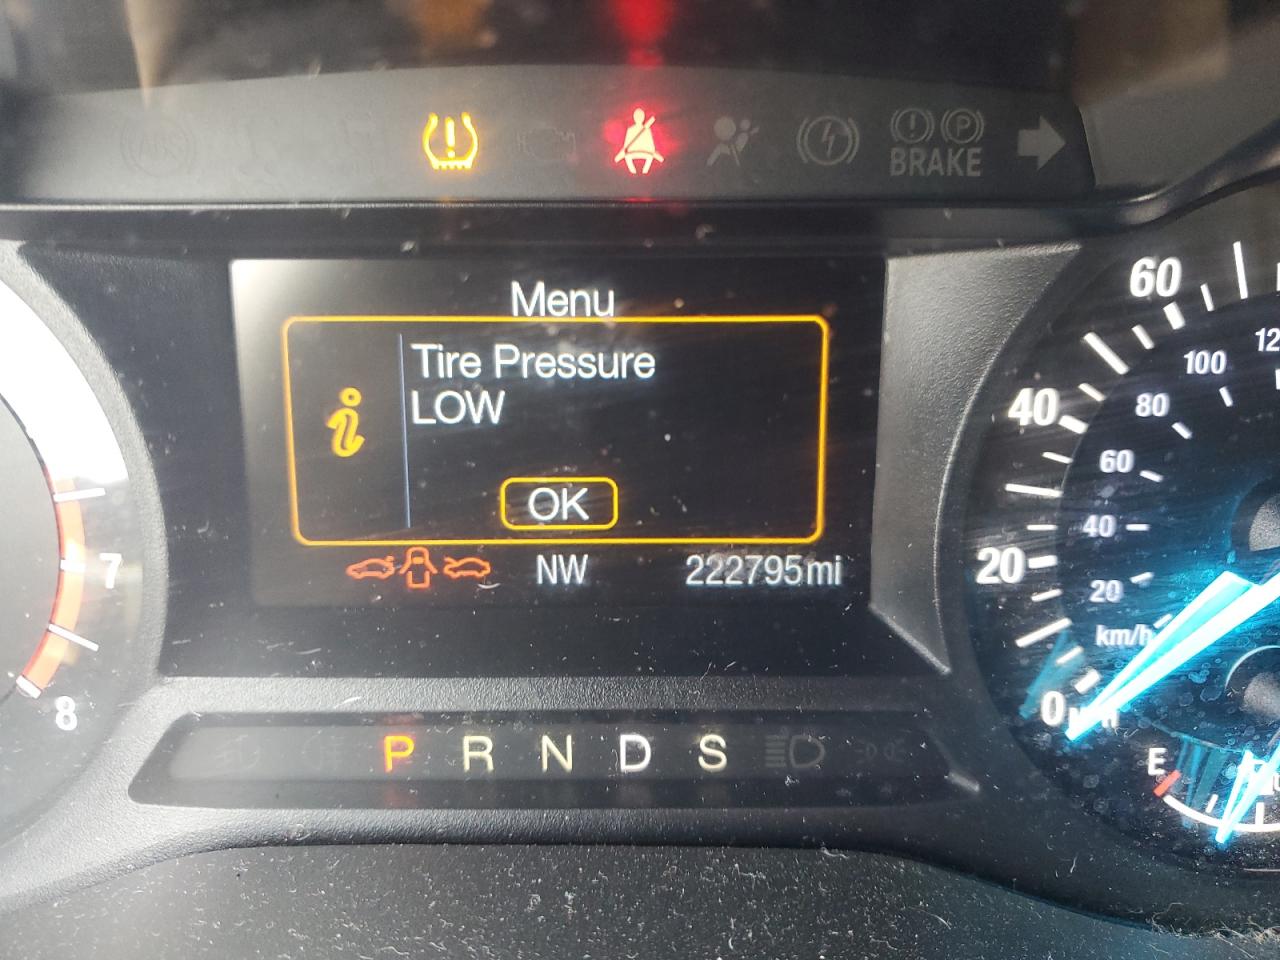 ABS
BRAKE
Menu
Tire Pressure
LOW
OK
NW
222795mi
7
8
P R N D S
60
40
20
0
100
80
60
40
20
km/h
E